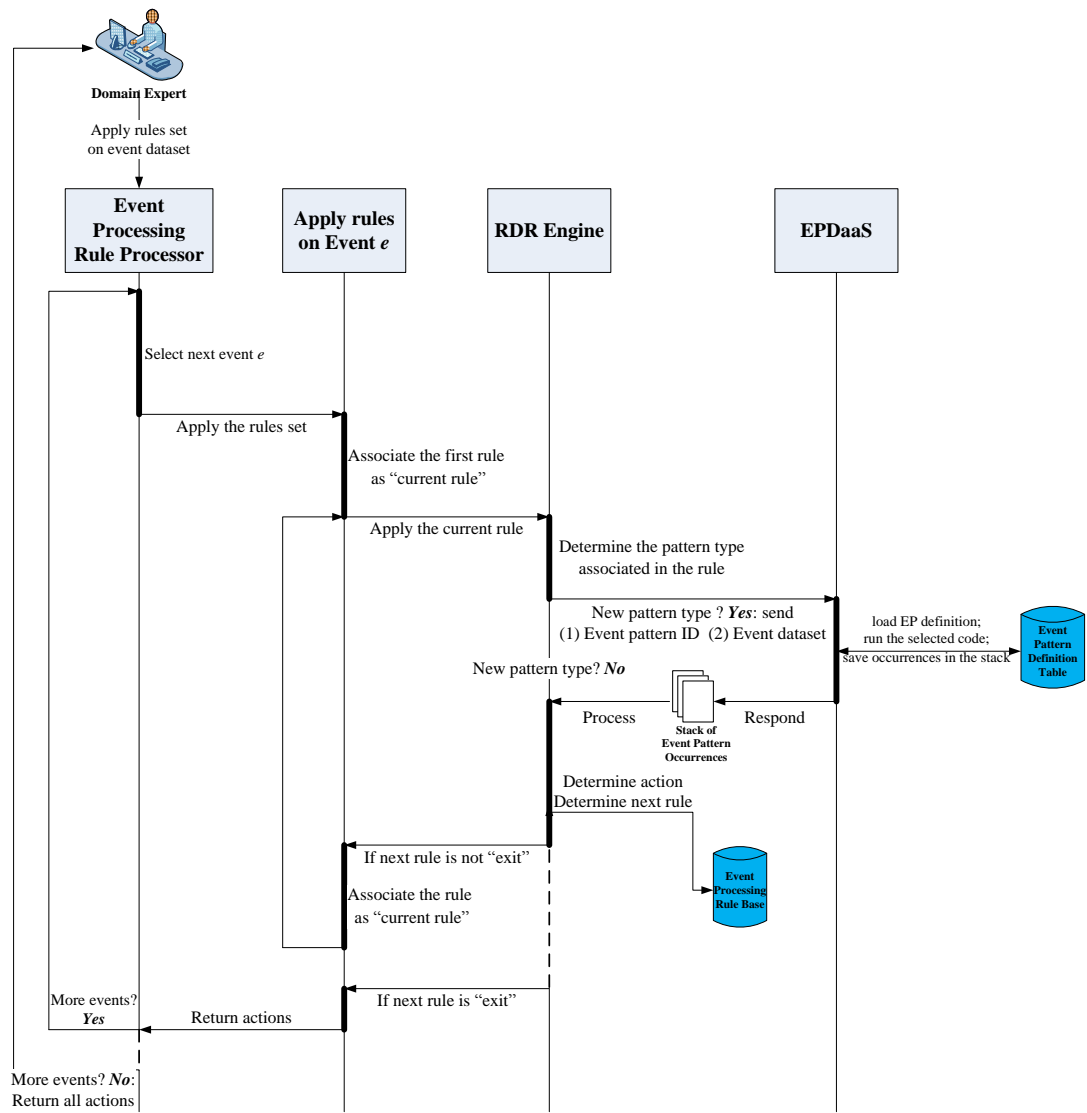 Domain Expert
Apply rules set
on event dataset
Event
Processing
Rule Processor
Apply rules
on Event e
RDR Engine
EPDaaS
Select next event e
Apply the rules set
Associate the first rule
as “current rule”
Apply the current rule
Determine the pattern type
associated in the rule
New pattern type ? Yes: send
(1) Event pattern ID (2) Event dataset
load EP definition;
run the selected code;
save occurrences in the stack
Event
Pattern
Definition
Table
New pattern type? No
Process
Respond
Stack of
Event Pattern
Occurrences
Determine action
Determine next rule
If next rule is not “exit”
Event
Processing
Rule Base
Associate the rule
as “current rule”
If next rule is “exit”
More events?
Yes
Return actions
More events? No:
Return all actions